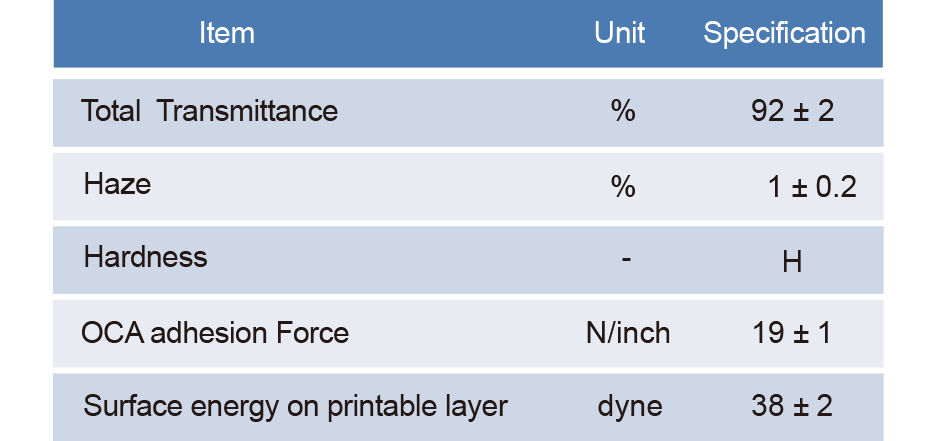 Item Unit Specification
Total Transmittance % 92 ± 2
Haze % 1 ± 0.2
Hardness - H
OCA adhesion Force N/inch 19 ± 1
Surface energy on printable layer dyne 38 ± 2